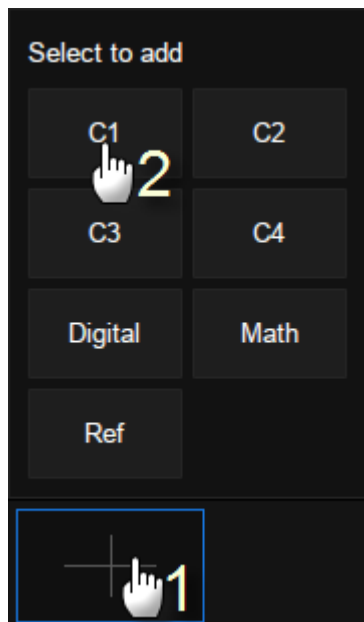 Select to add
C1 C2
2
C3 C4
Digital Math
Ref
1